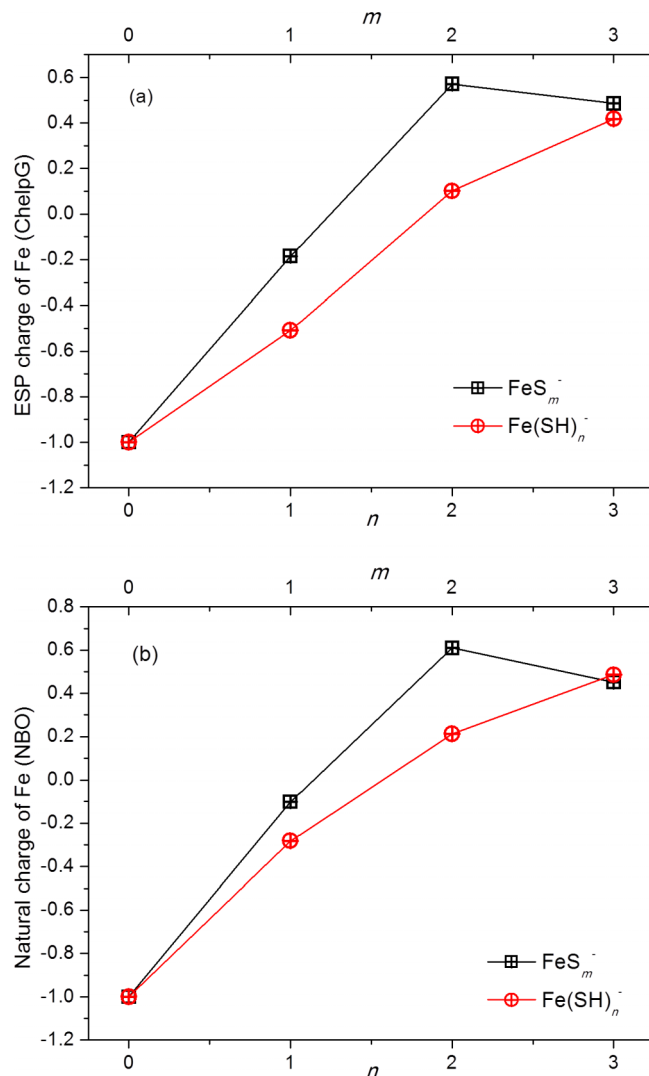 m
0 1 2 3
(a)
ESP charge of Fe (ChelpG)
0.6
0.4
0.2
0.0
-0.2
-0.4
-0.6
-0.8
-1.0
-1.2
FeSₘ⁻
Fe(SH)ₙ⁻
0 1 2 3
n
m
0 1 2 3
(b)
Natural charge of Fe (NBO)
0.8
0.6
0.4
0.2
0.0
-0.2
-0.4
-0.6
-0.8
-1.0
-1.2
FeSₘ⁻
Fe(SH)ₙ⁻
0 1 2 3
n